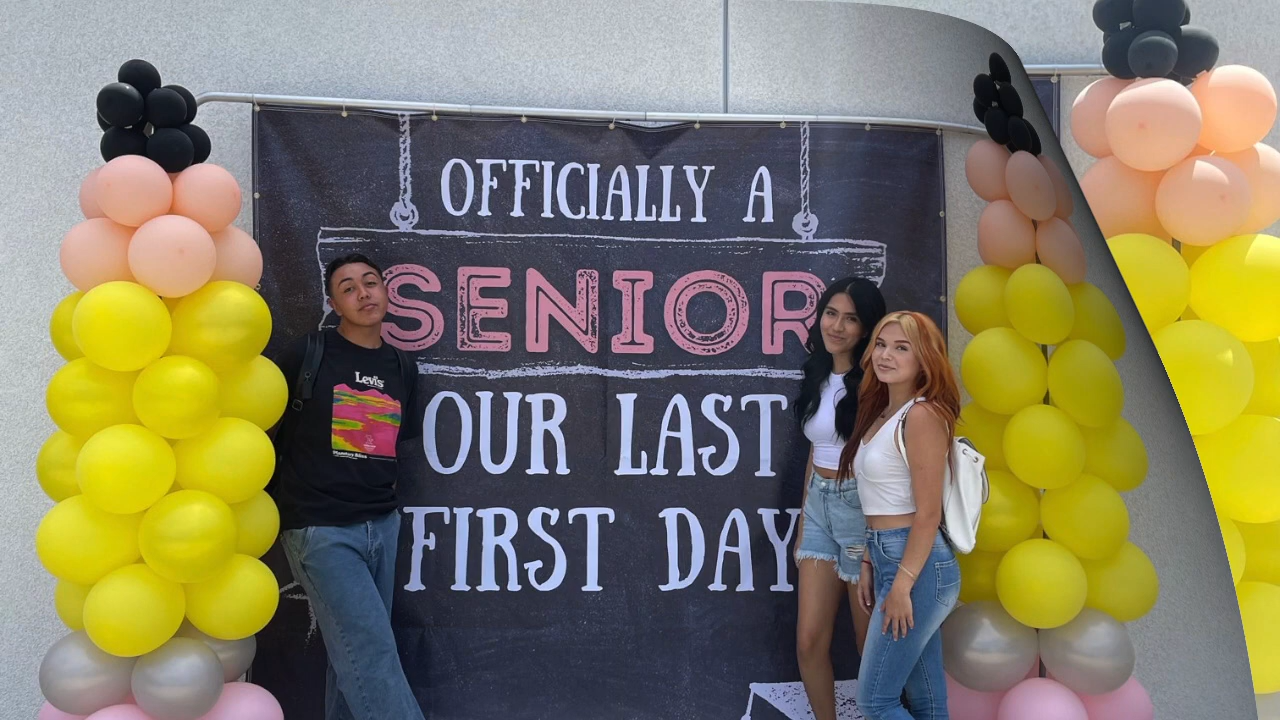 OFFICIALLY A
SENIOR
OUR LAST
FIRST DAY
Levi's